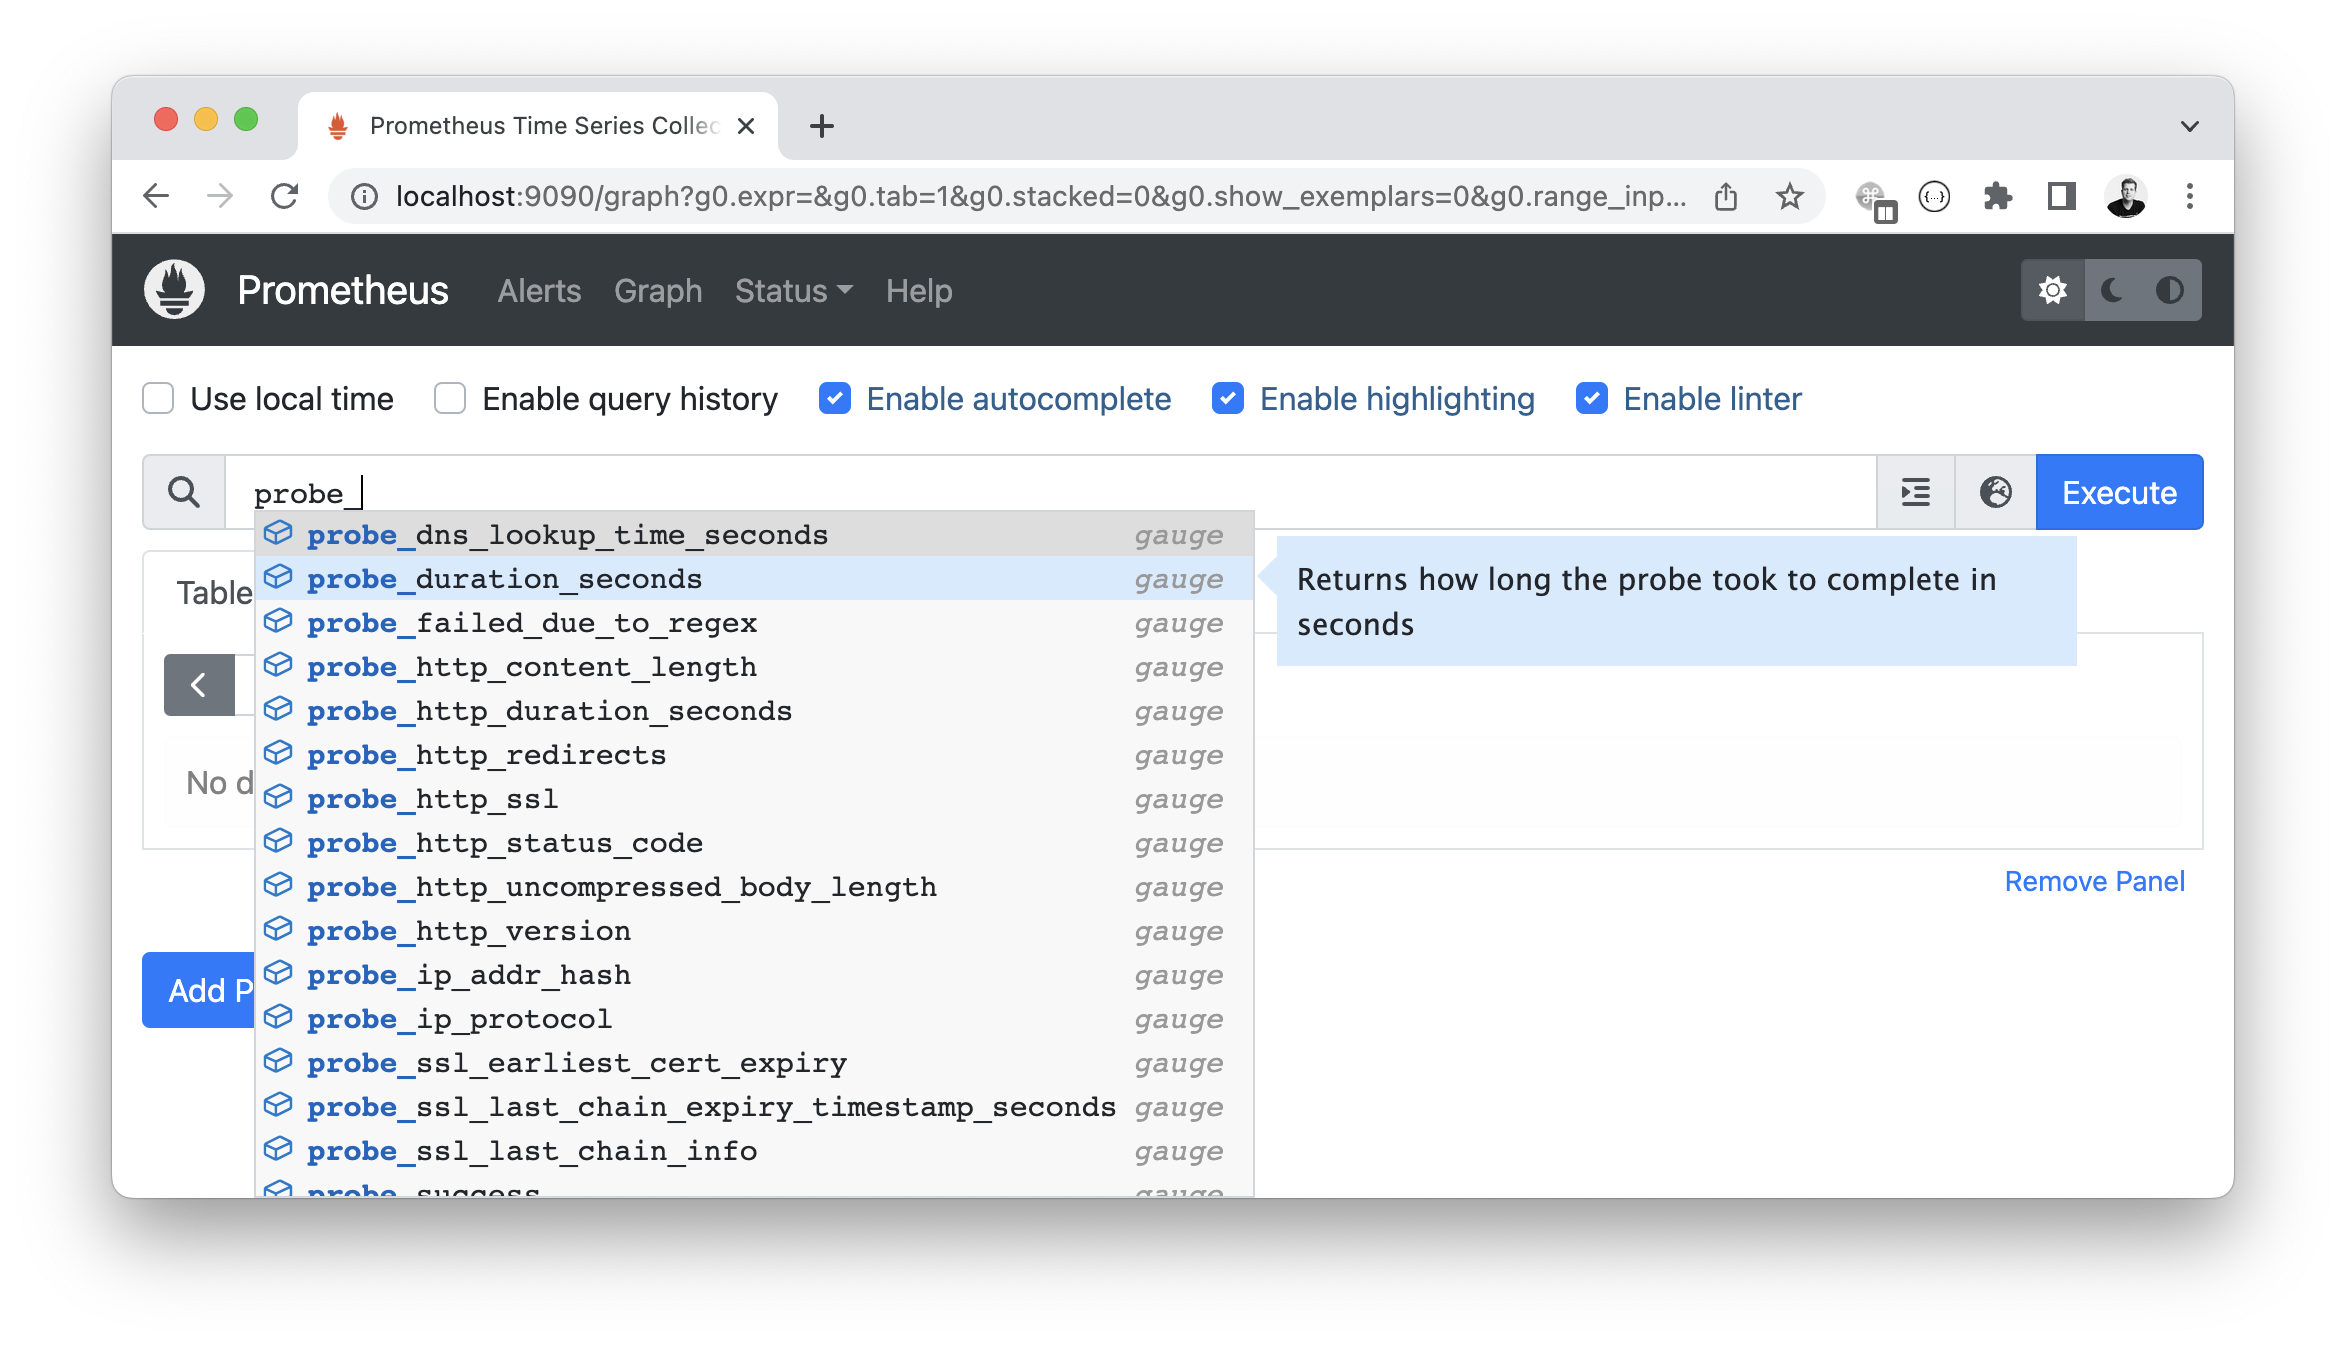 Prometheus Time Series Collec
localhost:9090/graph?g0.expr=&g0.tab=1&g0.stacked=0&g0.show_exemplars=0&g0.range_inp...
Prometheus Alerts Graph Status Help
Use local time Enable query history Enable autocomplete Enable highlighting Enable linter
probe_ Execute
probe_dns_lookup_time_seconds gauge
probe_duration_seconds gauge
Returns how long the probe took to complete in
seconds
Table
probe_failed_due_to_regex gauge
probe_http_content_length gauge
probe_http_duration_seconds gauge
probe_http_redirects gauge
No d
probe_http_ssl gauge
probe_http_status_code gauge
probe_http_uncompressed_body_length gauge
Remove Panel
probe_http_version gauge
probe_ip_addr_hash gauge
Add P
probe_ip_protocol gauge
probe_ssl_earliest_cert_expiry gauge
probe_ssl_last_chain_expiry_timestamp_seconds gauge
probe_ssl_last_chain_info gauge
probe_success gauge